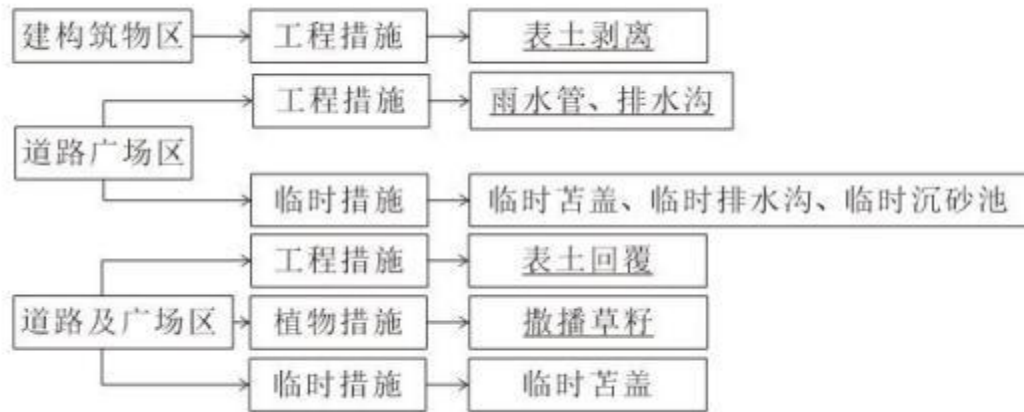 建构筑物区 工程措施 表土剥离
工程措施 雨水管、排水沟
道路广场区
临时措施 临时苫盖、临时排水沟、临时沉砂池
工程措施 表土回覆
道路及广场区 植物措施 撒播草籽
临时措施 临时苫盖